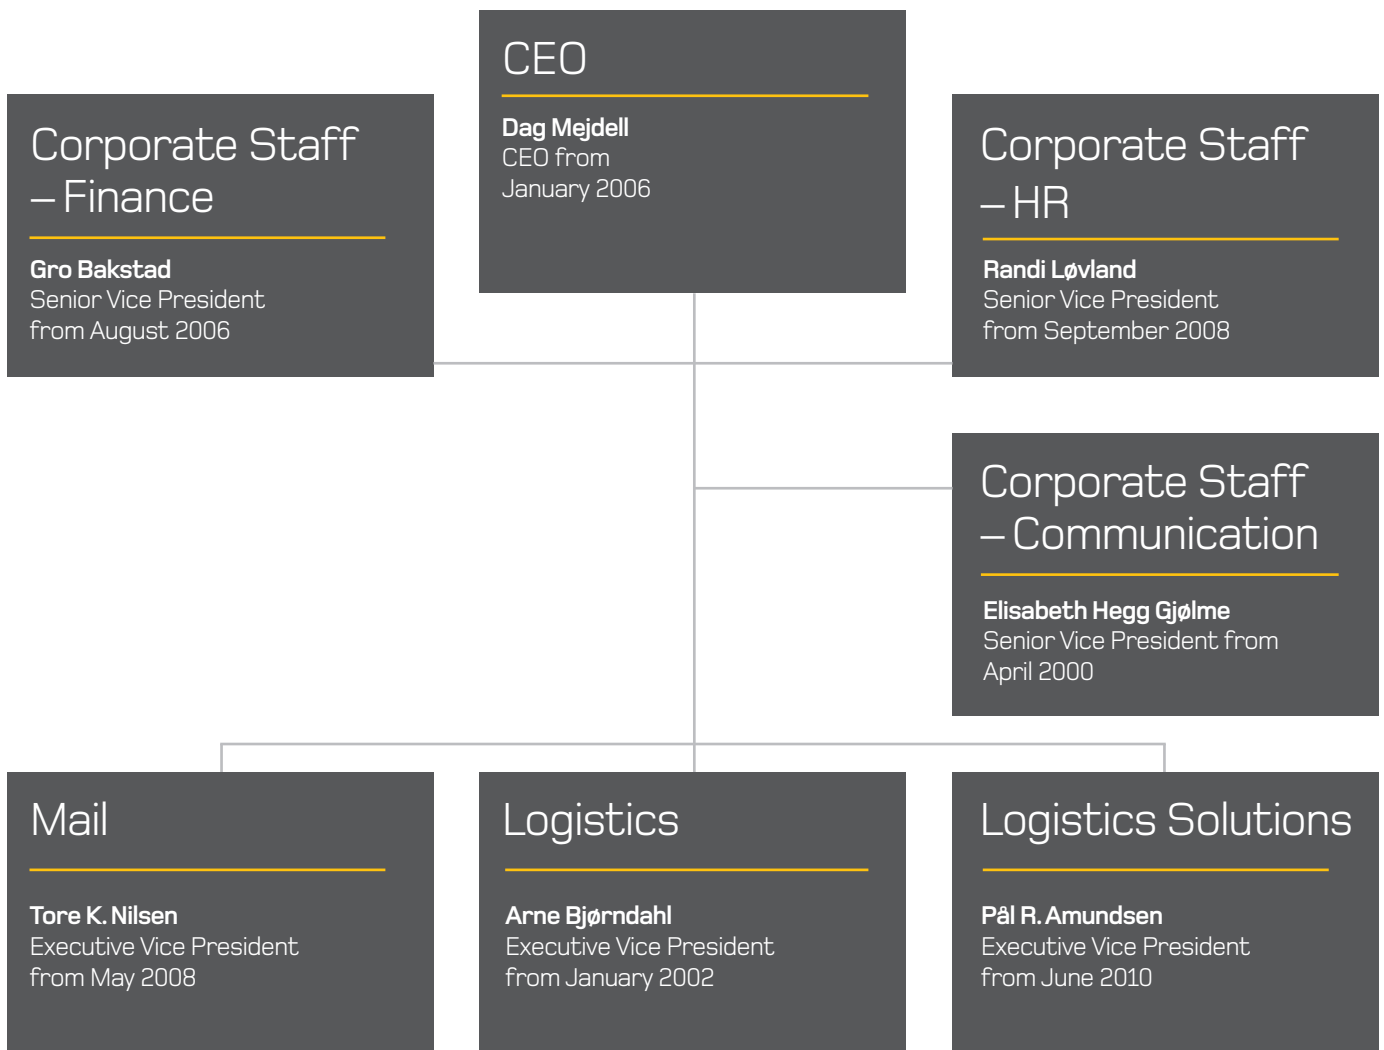 CEO
Dag Mejdell
CEO from
January 2006
Corporate Staff
– Finance
Gro Bakstad
Senior Vice President
from August 2006
Corporate Staff
– HR
Randi Løvland
Senior Vice President
from September 2008
Corporate Staff
– Communication
Elisabeth Hegg Gjølme
Senior Vice President from
April 2000
Mail
Tore K. Nilsen
Executive Vice President
from May 2008
Logistics
Arne Bjørndahl
Executive Vice President
from January 2002
Logistics Solutions
Pål R. Amundsen
Executive Vice President
from June 2010